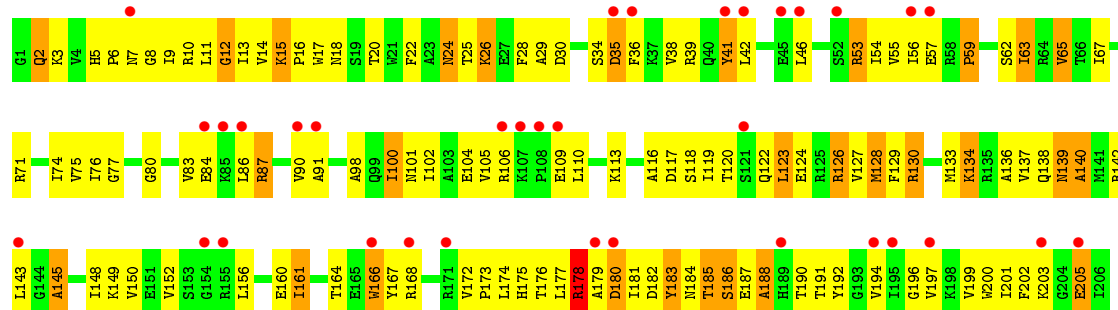 G1 Q2 K3 V4 H5 P6 N7 G8 I9 R10 L11 G12 I13 V14 K15 P16 W17 N18 S19 T20 W21 F22 A23 N24 T25 K26 E27 F28 A29 D30 S34 D35 F36 K37 V38 R39 Q40 Y41 L42 E45 L46 S52 R53 I54 V55 I56 E57 R58 P59 S62 I63 R64 V65 T66 I67
R71 I74 V75 I76 G77 G80 V83 E84 K85 L86 R87 V90 A91 A98 Q99 I100 N101 I102 A103 E104 V105 R106 K107 P108 E109 L110 K113 A116 D117 S118 I119 T120 S121 Q122 L123 E124 R125 R126 V127 M128 F129 R130 M133 K134 R135 A136 V137 Q138 N139 A140 M141 R142
L143 G144 A145 I148 K149 V150 E151 V152 S153 G154 R155 L156 E160 I161 T164 E165 W166 Y167 R168 R171 V172 P173 L174 H175 T176 L177 R178 A179 D180 I181 D182 Y183 N184 T185 S186 E187 A188 H189 T190 T191 Y192 G193 V194 I195 G196 V197 K198 V199 W200 I201 F202 K203 G204 E205 I206